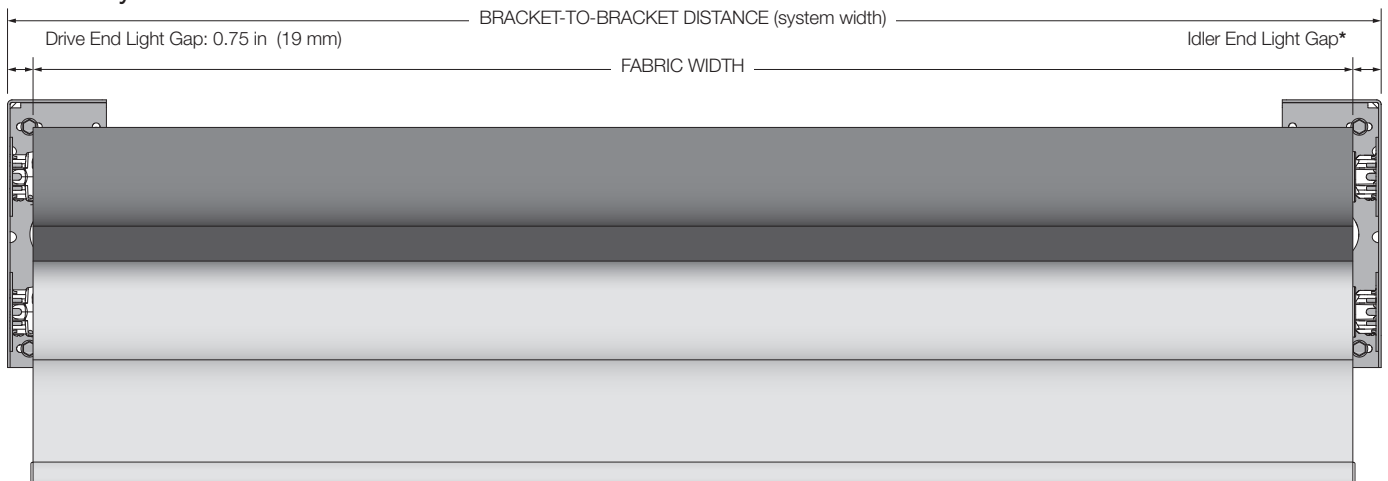 BRACKET-TO-BRACKET DISTANCE (system width)
Drive End Light Gap: 0.75 in (19 mm)
Idler End Light Gap*
FABRIC WIDTH